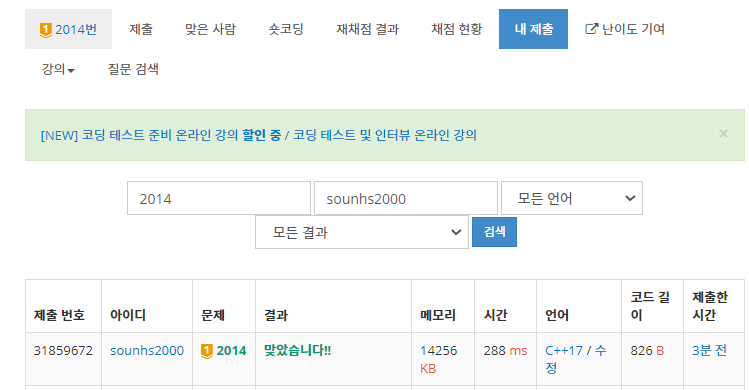 1 2014번 제출 맞은 사람 숏코딩 재채점 결과 채점 현황 내 제출 난이도 기여
강의 질문 검색
[NEW] 코딩 테스트 준비 온라인 강의 할인 중 / 코딩 테스트 및 인터뷰 온라인 강의 ×
2014 sounhs2000 모든 언어
모든 결과 검색
제출 번호 아이디 문제 결과 메모리 시간 언어 코드 길이 제출한 시간
31859672 sounhs2000 1 2014 맞았습니다!! 14256 KB 288 ms C++17 / 수정 826 B 3분 전